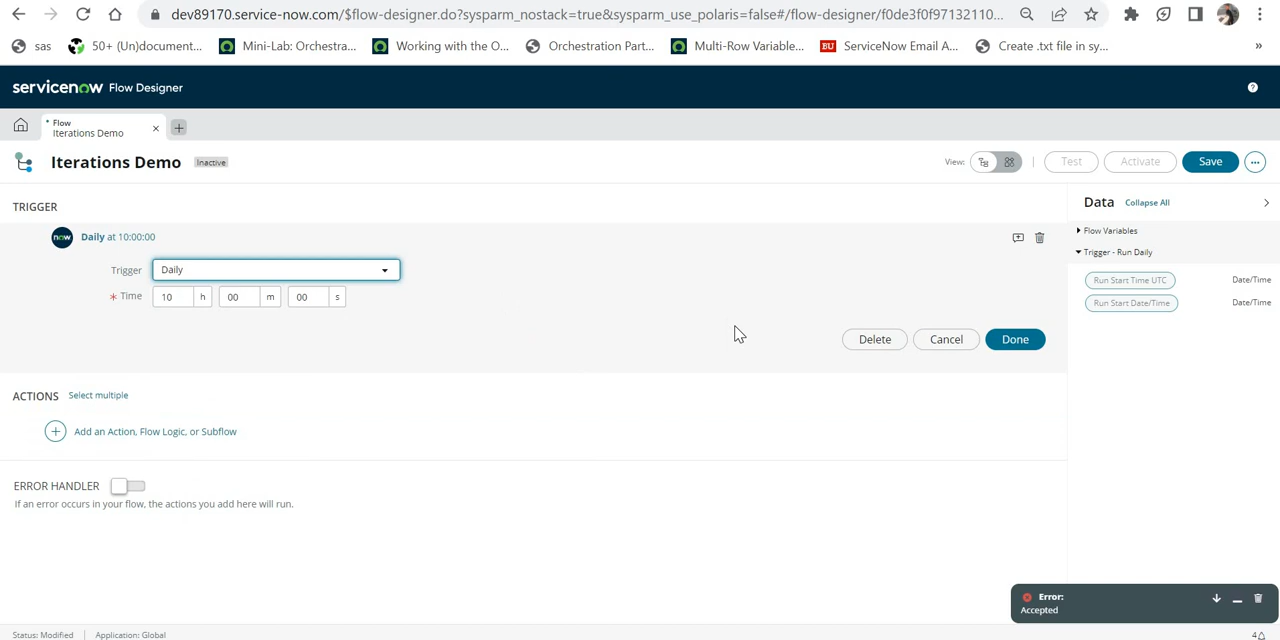 dev89170.service-now.com/$flow-designer.do?sysparm_nostack=true&sysparm_use_polaris=false#/flow-designer/f0de3f0f97132110...
sas 50+ (Un)document... Mini-Lab: Orchestra... Working with the O... Orchestration Part... Multi-Row Variable... BU ServiceNow Email A... Create .txt file in sy... »
servicenow Flow Designer ?
* Flow
Iterations Demo × +
Iterations Demo Inactive View: Test Activate Save ...
TRIGGER
Data Collapse All
now Daily at 10:00:00
Flow Variables
Trigger - Run Daily
Trigger Daily
Run Start Time UTC Date/Time
* Time 10 h 00 m 00 s
Run Start Date/Time Date/Time
Delete Cancel Done
ACTIONS Select multiple
+ Add an Action, Flow Logic, or Subflow
ERROR HANDLER
If an error occurs in your flow, the actions you add here will run.
Error:
Accepted
Status: Modified Application: Global 4